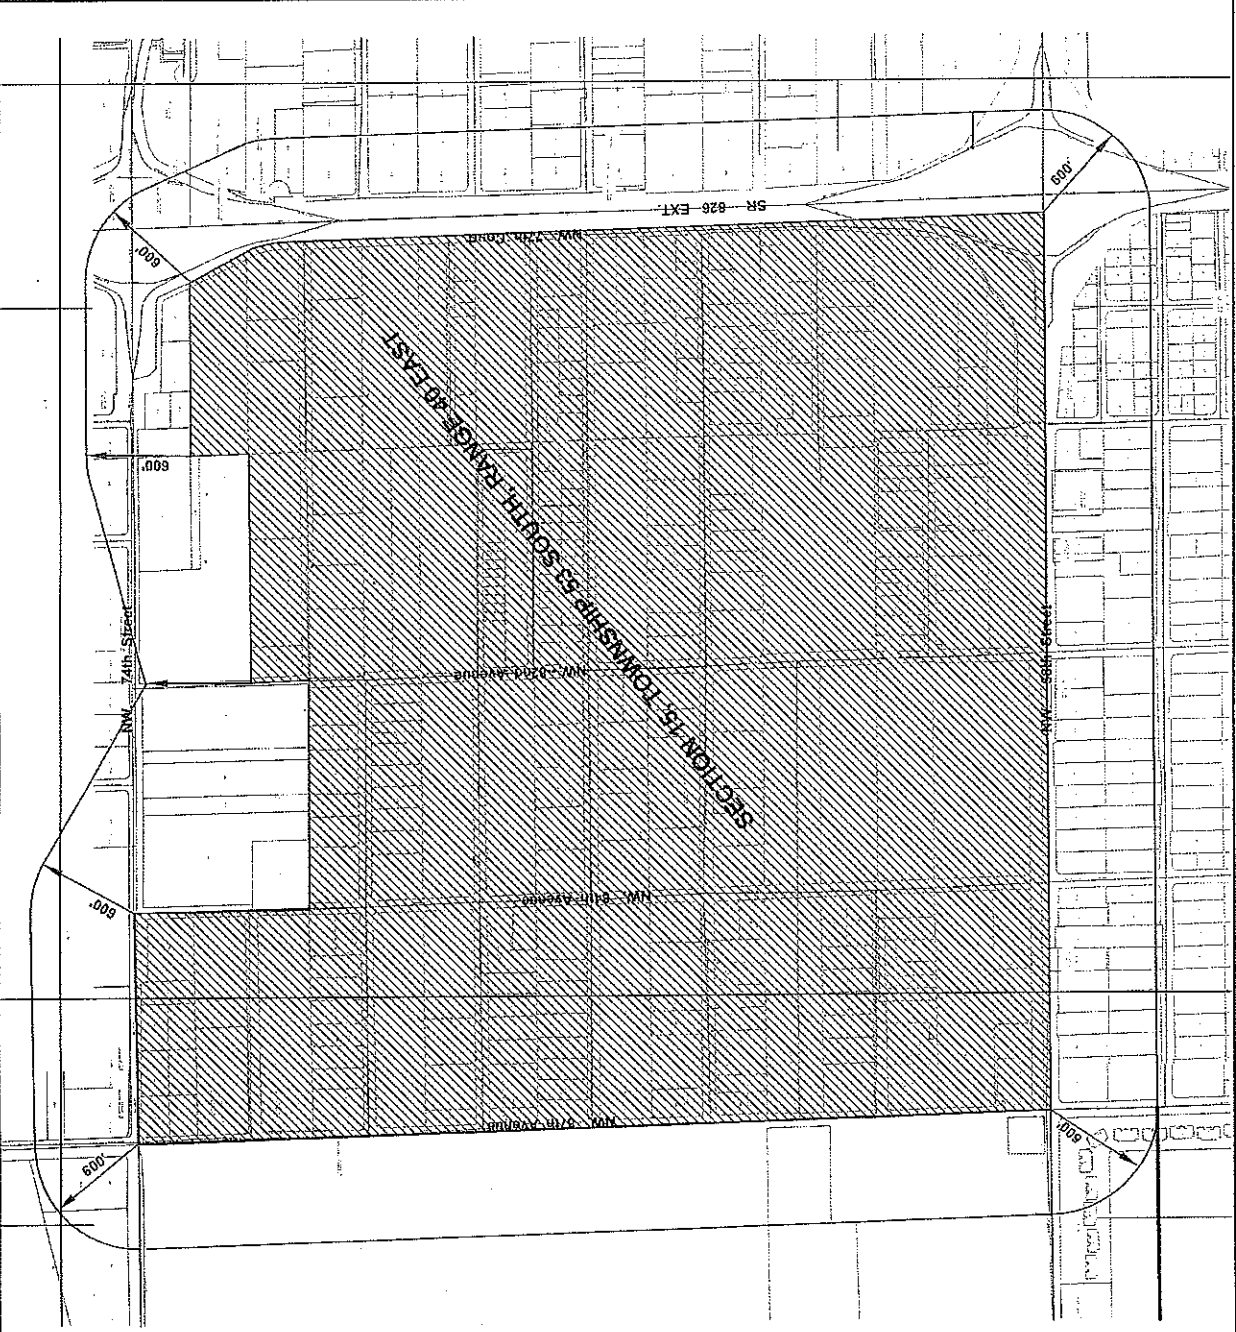 600'
SR 826 EXT.
NW. 77th Court
600'
SECTION 15, TOWNSHIP 53 SOUTH, RANGE 40 EAST
600'
NW 74th Street
NW. 82nd Avenue
NW 58th Street
NW. 84th Avenue
600'
NW. 87th Avenue
600'
600'